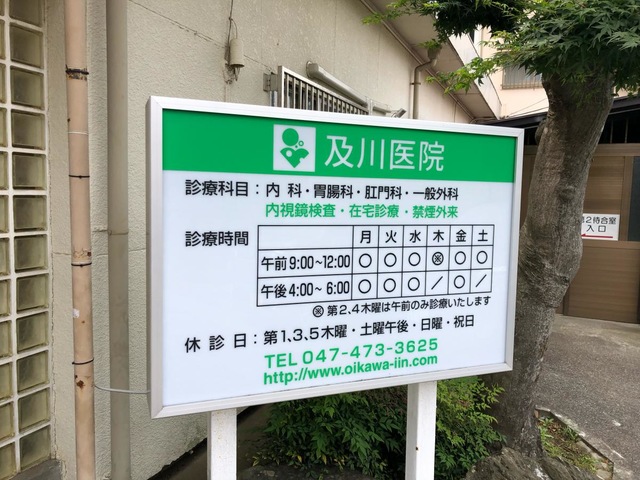 及川医院
診療科目：内 科・胃腸科・肛門科・一般外科
内視鏡検査・在宅診療・禁煙外来
診療時間
月 火 水 木 金 土
午前 9:00~12:00 ○ ○ ○ ※ ○ ○
午後 4:00~ 6:00 ○ ○ ○ / ○ /
※ 第2、4木曜は午前のみ診療いたします
休 診 日：第1、3、5木曜・土曜午後・日曜・祝日
TEL 047-473-3625
http://www.oikawa-iin.com
第2待合室
入口